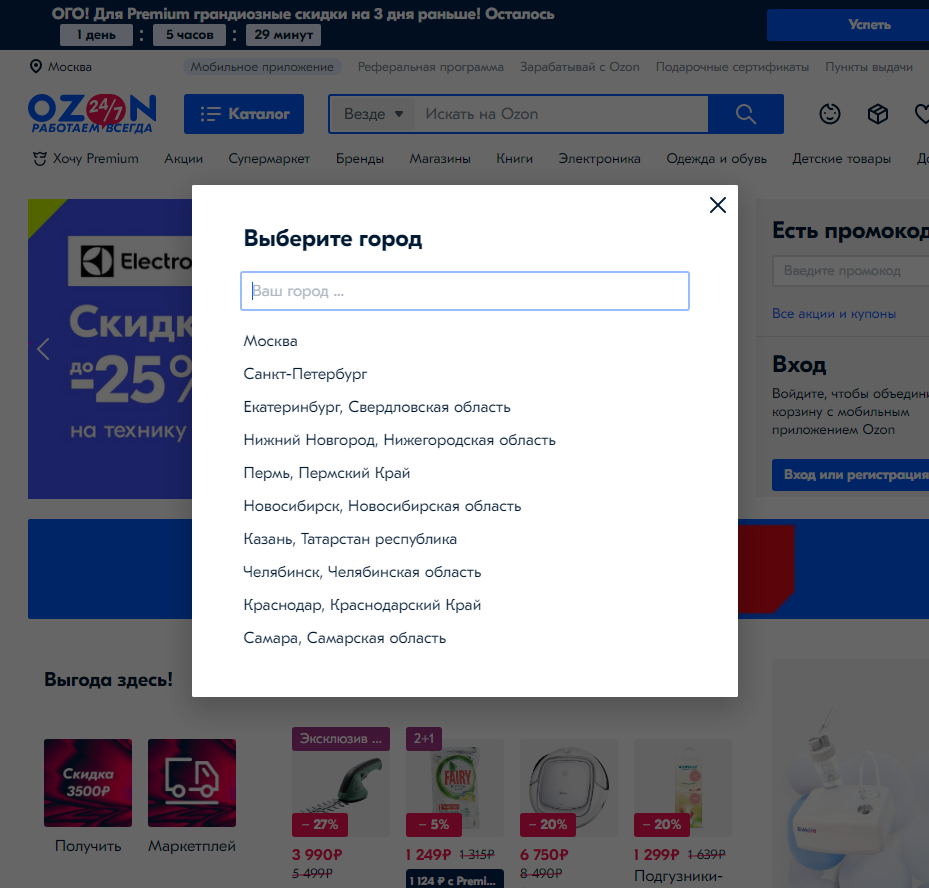 ОГО! Для Premium грандиозные скидки на 3 дня раньше! Осталось
1 день : 5 часов : 29 минут
Успеть
Москва Мобильное приложение Реферальная программа Зарабатывай с Ozon Подарочные сертификаты Пункты выдачи
OZON 24/7
РАБОТАЕМ ВСЕГДА
Каталог
Везде Искать на Ozon
Хочу Premium Акции Супермаркет Бренды Магазины Книги Электроника Одежда и обувь Детские товары До
Electro
Скидк
до -25%
на технику
Выберите город
Ваш город ...
Москва
Санкт-Петербург
Екатеринбург, Свердловская область
Нижний Новгород, Нижегородская область
Пермь, Пермский Край
Новосибирск, Новосибирская область
Казань, Татарстан республика
Челябинск, Челябинская область
Краснодар, Краснодарский Край
Самара, Самарская область
Есть промокод
Введите промокод
Все акции и купоны
Вход
Войдите, чтобы объедини
корзину с мобильным
приложением Ozon
Вход или регистрация
Выгода здесь!
Скидка
3500₽
Получить
Маркетплей
Эксклюзив ...
– 27%
3 990₽
5 499₽
2+1
FAIRY
– 5%
1 249₽ 1 315₽
1 124 ₽ с Premi...
– 20%
6 750₽
8 490₽
– 20%
1 299₽ 1 639₽
Подгузники-